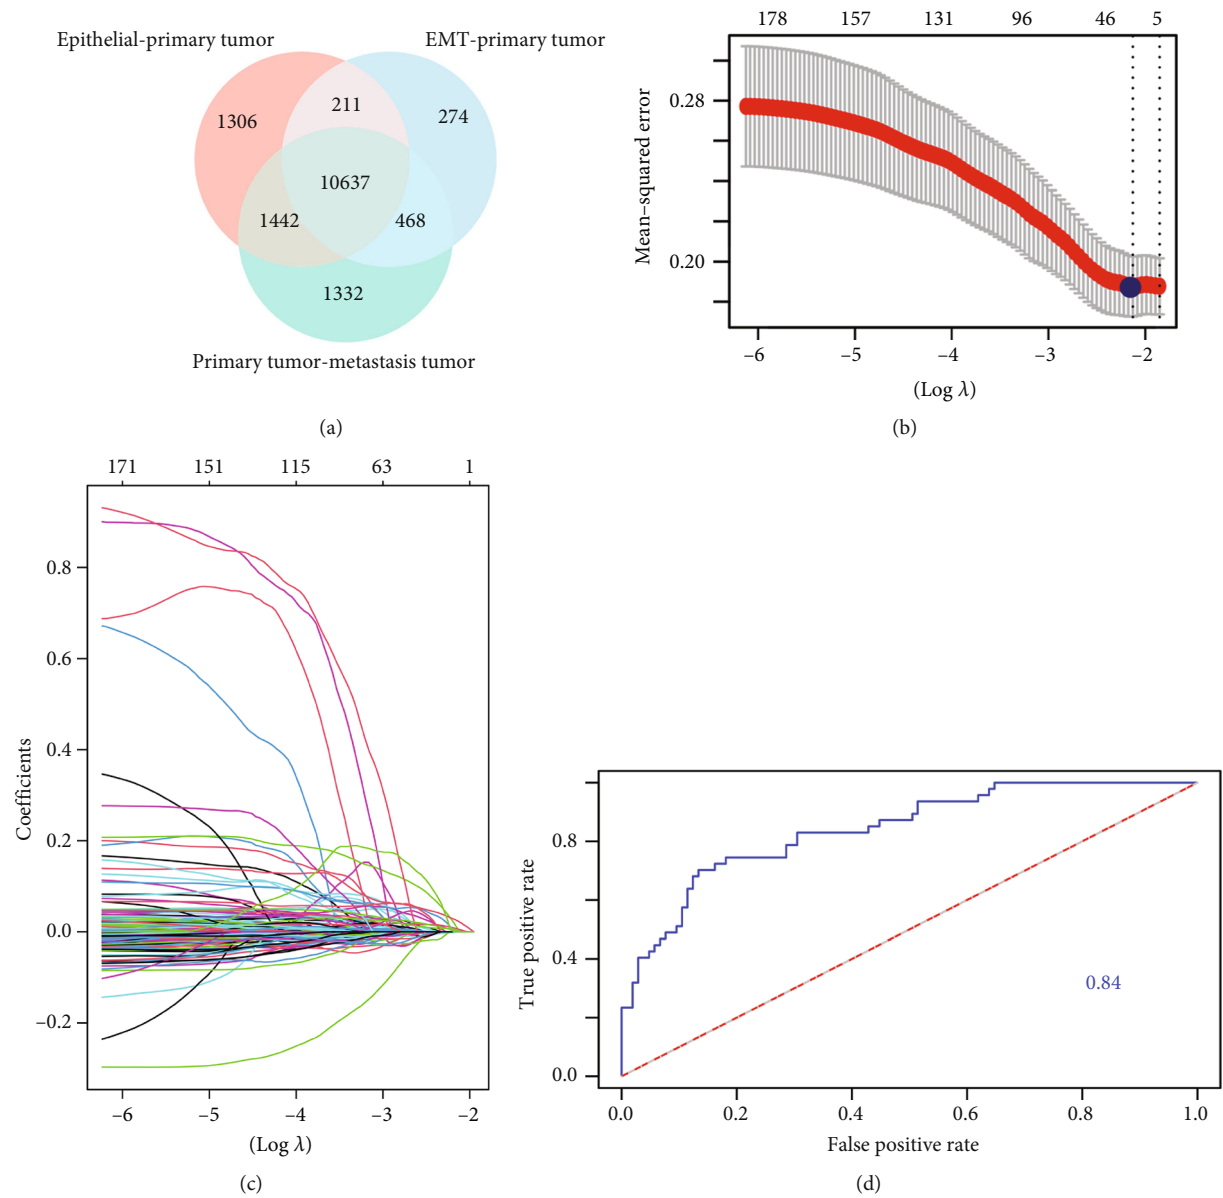 Epithelial-primary tumor
EMT-primary tumor
1306
211
274
10637
1442
468
1332
Primary tumor-metastasis tumor
(a)
178 157 131 96 46 5
Mean–squared error
0.28
0.20
–6 –5 –4 –3 –2
(Log λ)
(b)
171 151 115 63 1
Coefficients
0.8
0.6
0.4
0.2
0.0
–0.2
–6 –5 –4 –3 –2
(Log λ)
(c)
True positive rate
0.8
0.4
0.0
0.84
0.0 0.2 0.4 0.6 0.8 1.0
False positive rate
(d)